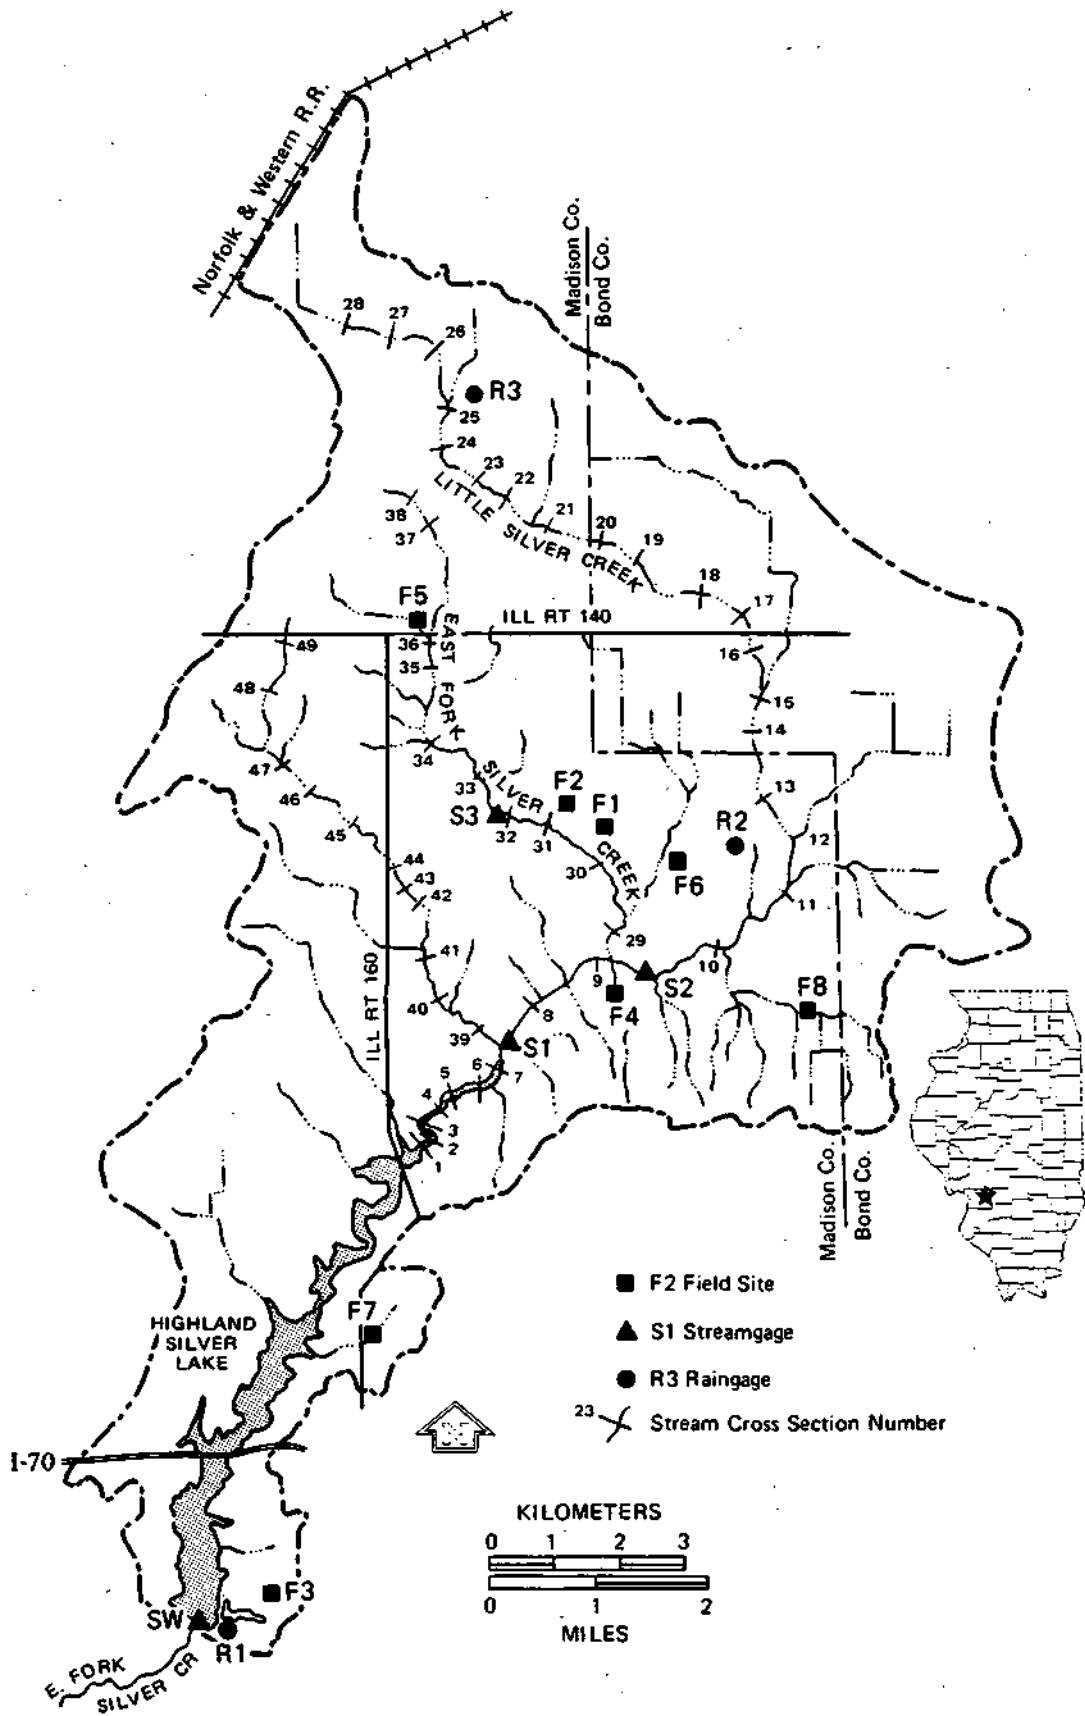 Norfolk & Western R.R.
Madison Co.
Bond Co.
28
27
26
R3
25
24
23
22
21
20
19
18
17
16
15
14
13
12
11
10
LITTLE SILVER CREEK
38
37
F5
ILL RT 140
36
35
EAST FORK SILVER CREEK
34
33
S3
32
31
30
29
F2
F1
F6
R2
49
48
47
46
45
44
43
42
41
40
39
ILL RT 160
9
S2
F4
F8
8
S1
7
6
5
4
3
2
1
Madison Co.
Bond Co.
HIGHLAND
SILVER
LAKE
F7
I-70
F3
SW
R1
E. FORK
SILVER CR
F2 Field Site
S1 Streamgage
R3 Raingage
23 Stream Cross Section Number
KILOMETERS
0 1 2 3
0 1 2
MILES